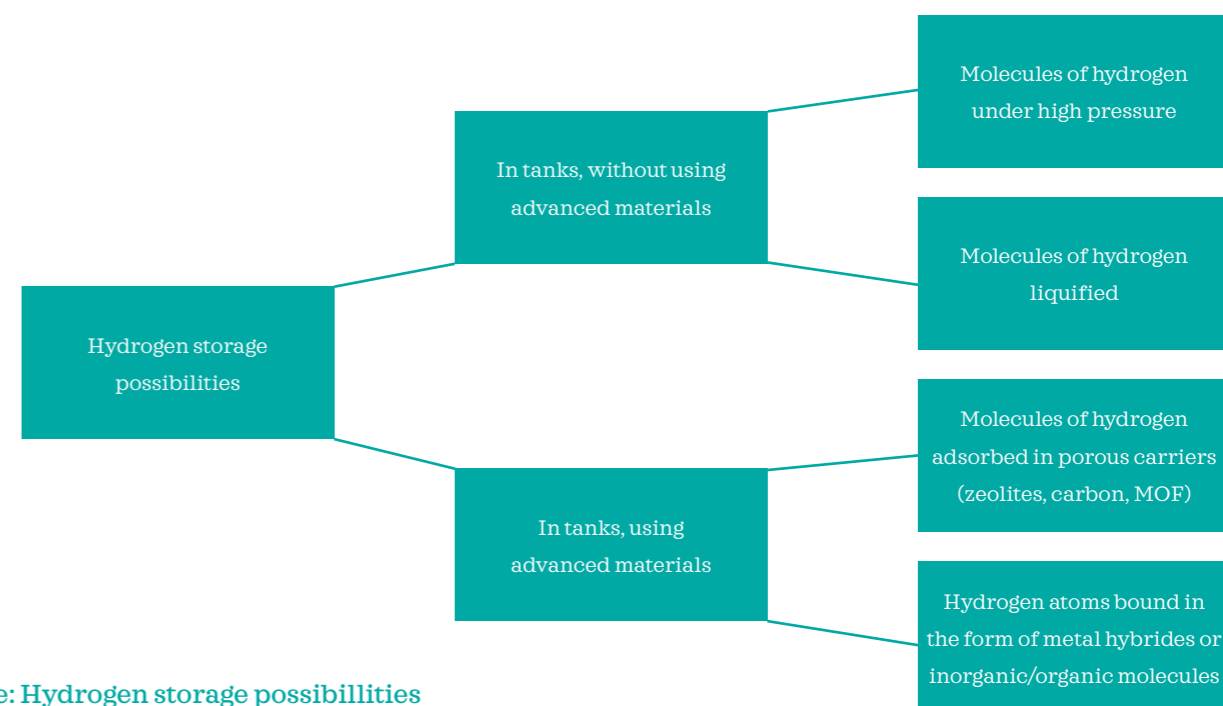 Molecules of hydrogen
under high pressure
In tanks, without using
advanced materials
Molecules of hydrogen
liquified
Hydrogen storage
possibilities
Molecules of hydrogen
adsorbed in porous carriers
(zeolites, carbon, MOF)
In tanks, using
advanced materials
Hydrogen atoms bound in
the form of metal hybrides or
inorganic/organic molecules
e: Hydrogen storage possibillities